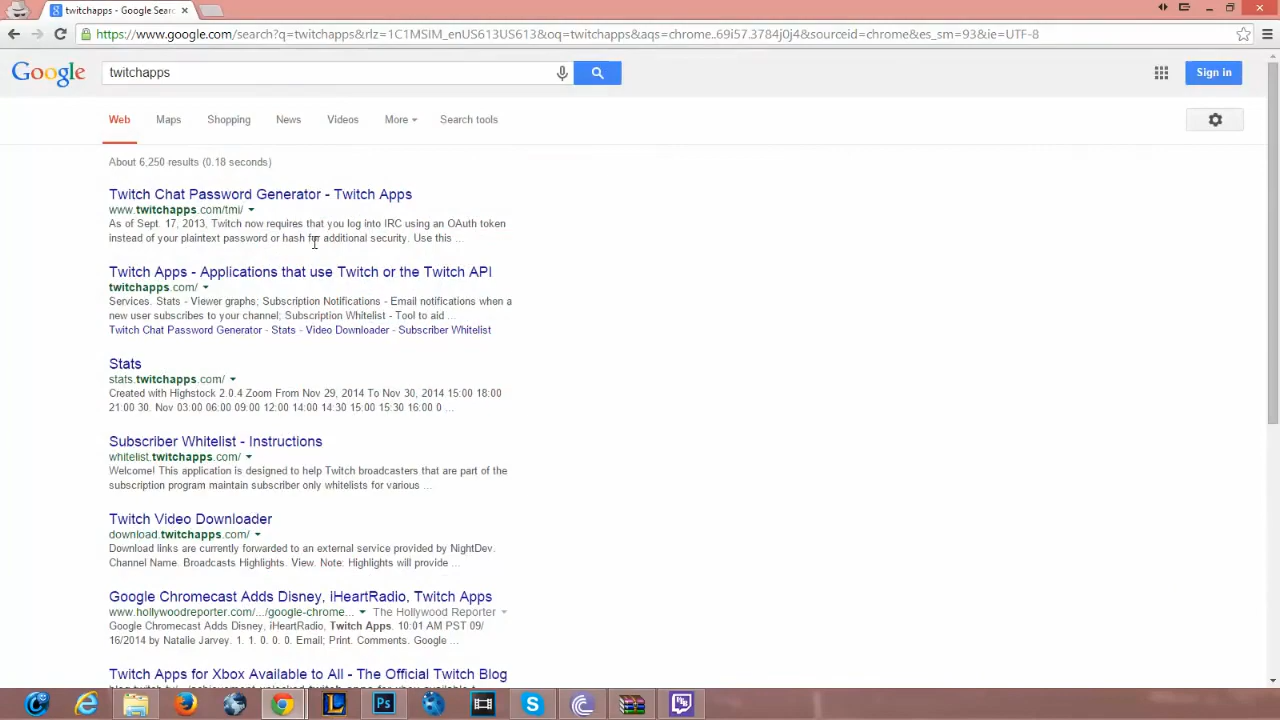 twitchapps - Google Sear
https://www.google.com/search?q=twitchapps&rlz=1C1MSIM_enUS613US613&oq=twitchapps&aqs=chrome..69i57.3784j0j4&sourceid=chrome&es_sm=93&ie=UTF-8
Google twitchapps Sign in
Web Maps Shopping News Videos More Search tools
About 6,250 results (0.18 seconds)
Twitch Chat Password Generator - Twitch Apps
www.twitchapps.com/tmi/
As of Sept. 17, 2013, Twitch now requires that you log into IRC using an OAuth token
instead of your plaintext password or hash for additional security. Use this ...
Twitch Apps - Applications that use Twitch or the Twitch API
twitchapps.com/
Services. Stats - Viewer graphs; Subscription Notifications - Email notifications when a
new user subscribes to your channel; Subscription Whitelist - Tool to aid ...
Twitch Chat Password Generator - Stats - Video Downloader - Subscriber Whitelist
Stats
stats.twitchapps.com/
Created with Highstock 2.0.4 Zoom From Nov 29, 2014 To Nov 30, 2014 15:00 18:00
21:00 30. Nov 03:00 06:00 09:00 12:00 14:00 14:30 15:00 15:30 16:00 0 ...
Subscriber Whitelist - Instructions
whitelist.twitchapps.com/
Welcome! This application is designed to help Twitch broadcasters that are part of the
subscription program maintain subscriber only whitelists for various ...
Twitch Video Downloader
download.twitchapps.com/
Download links are currently forwarded to an external service provided by NightDev.
Channel Name. Broadcasts Highlights. View. Note: Highlights will provide ...
Google Chromecast Adds Disney, iHeartRadio, Twitch Apps
www.hollywoodreporter.com/.../google-chrome... The Hollywood Reporter
Google Chromecast Adds Disney, iHeartRadio, Twitch Apps. 10:01 AM PST 09/
16/2014 by Natalie Jarvey. 1. 1. 0. 0. 0. Email; Print. Comments. Google ...
Twitch Apps for Xbox Available to All - The Official Twitch Blog